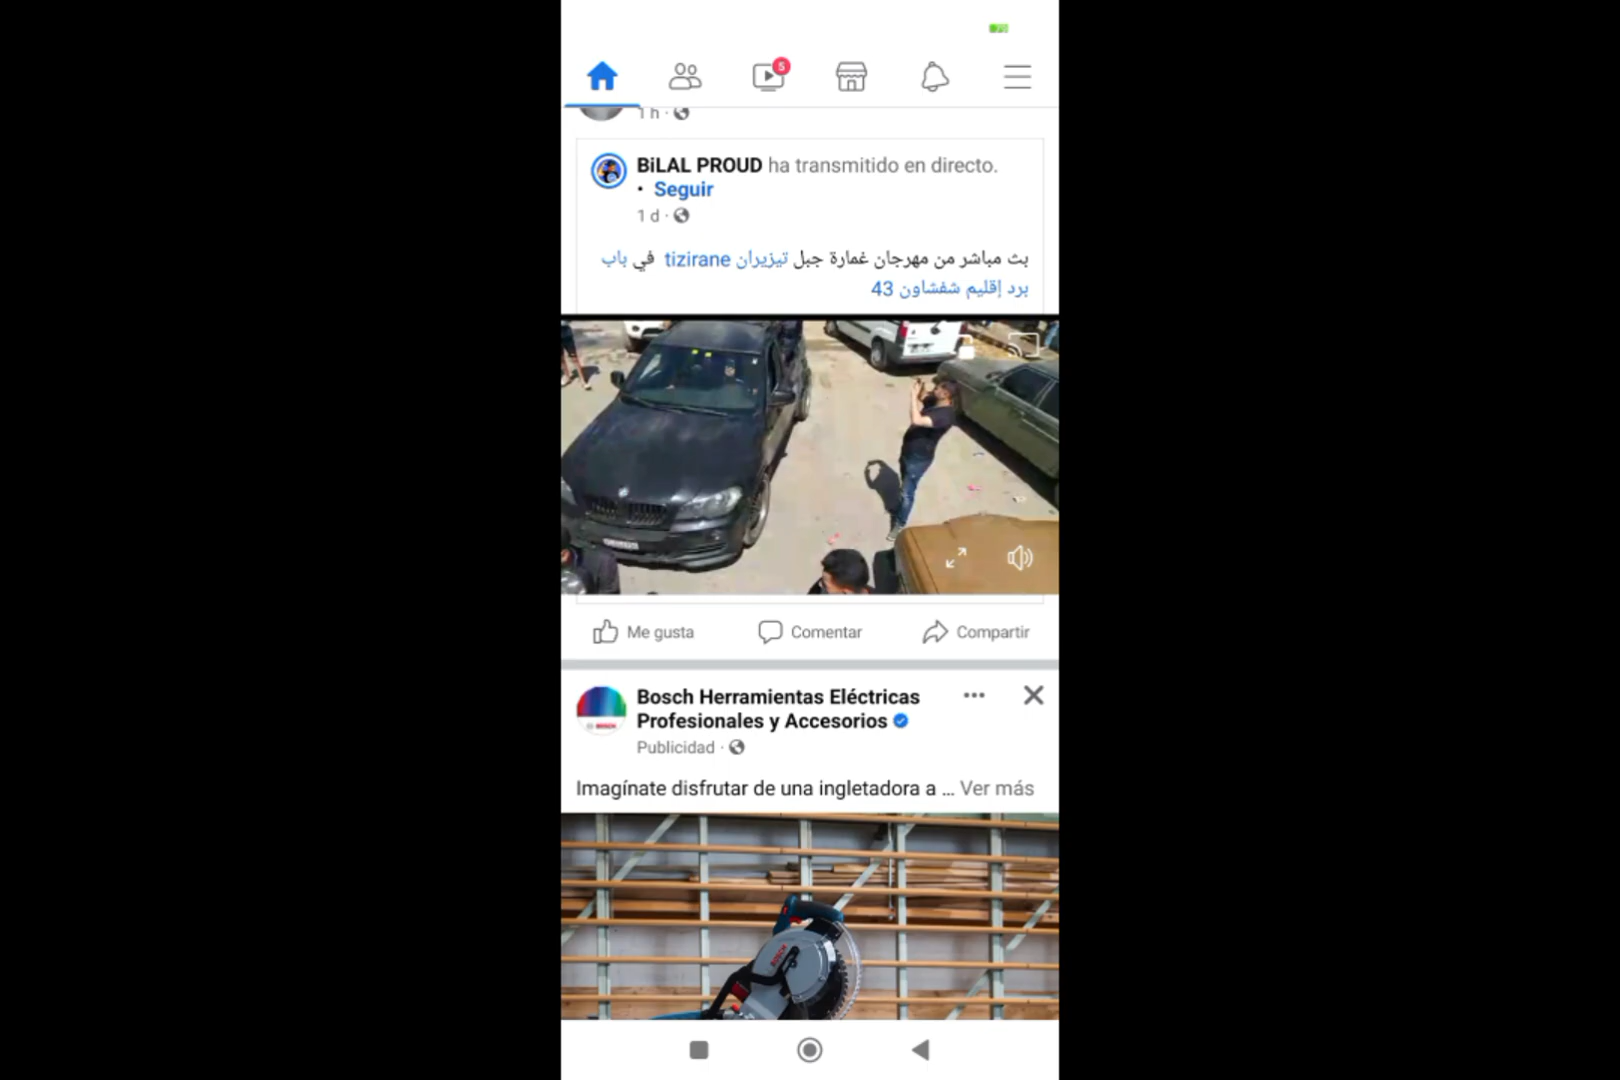 5
1 h ·
BiLAL PROUD ha transmitido en directo.
· Seguir
1 d ·
بث مباشر من مهرجان غمارة جبل تيزيران tizirane في باب
برد إقليم شفشاون 43
Me gusta
Comentar
Compartir
Bosch Herramientas Eléctricas
Profesionales y Accesorios
Publicidad ·
Imagínate disfrutar de una ingletadora a ... Ver más
BOSCH